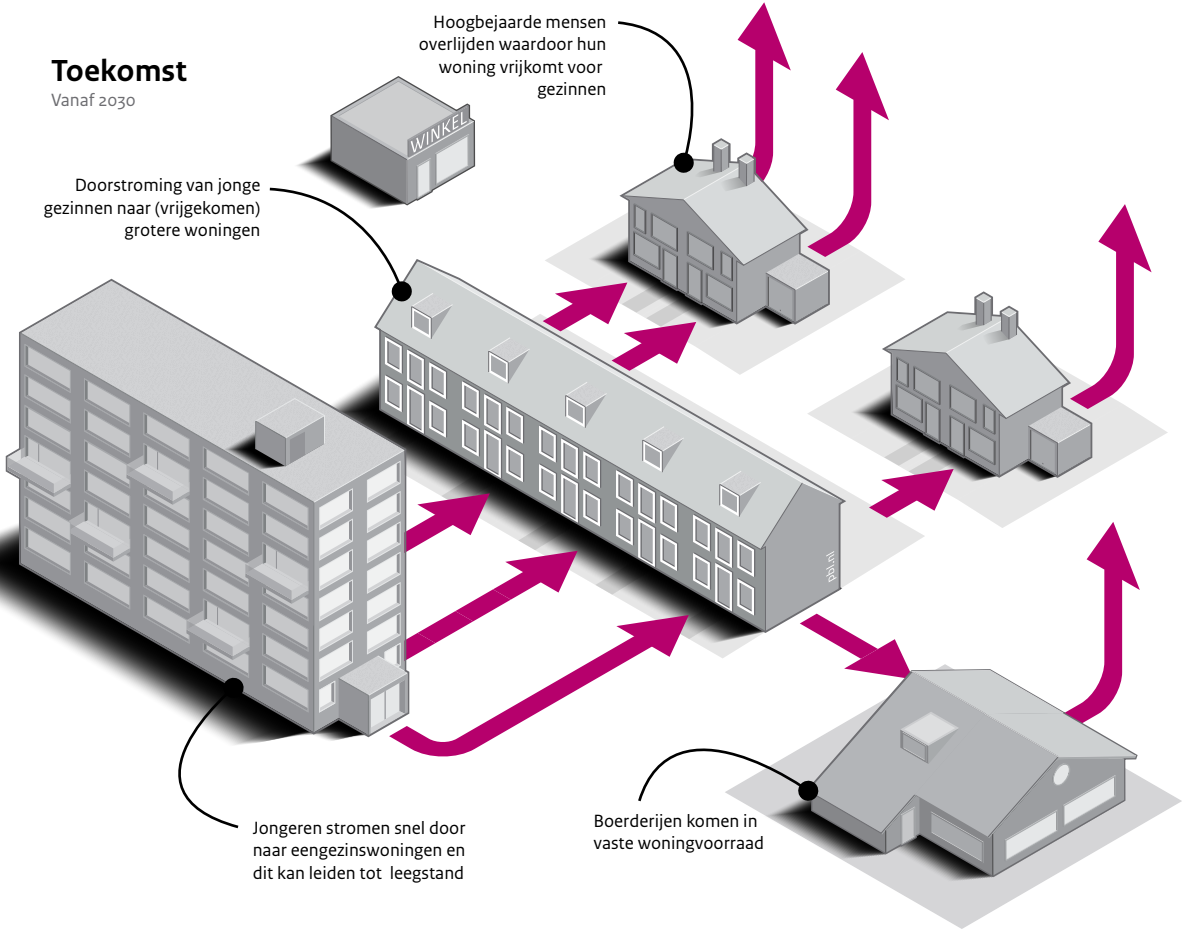 Toekomst
Vanaf 2030
Hoogbejaarde mensen
overlijden waardoor hun
woning vrijkomt voor
gezinnen
WINKEL
Doorstroming van jonge
gezinnen naar (vrijgekomen)
grotere woningen
pbl.nl
Jongeren stromen snel door
naar eengezinswoningen en
dit kan leiden tot leegstand
Boerderijen komen in
vaste woningvoorraad